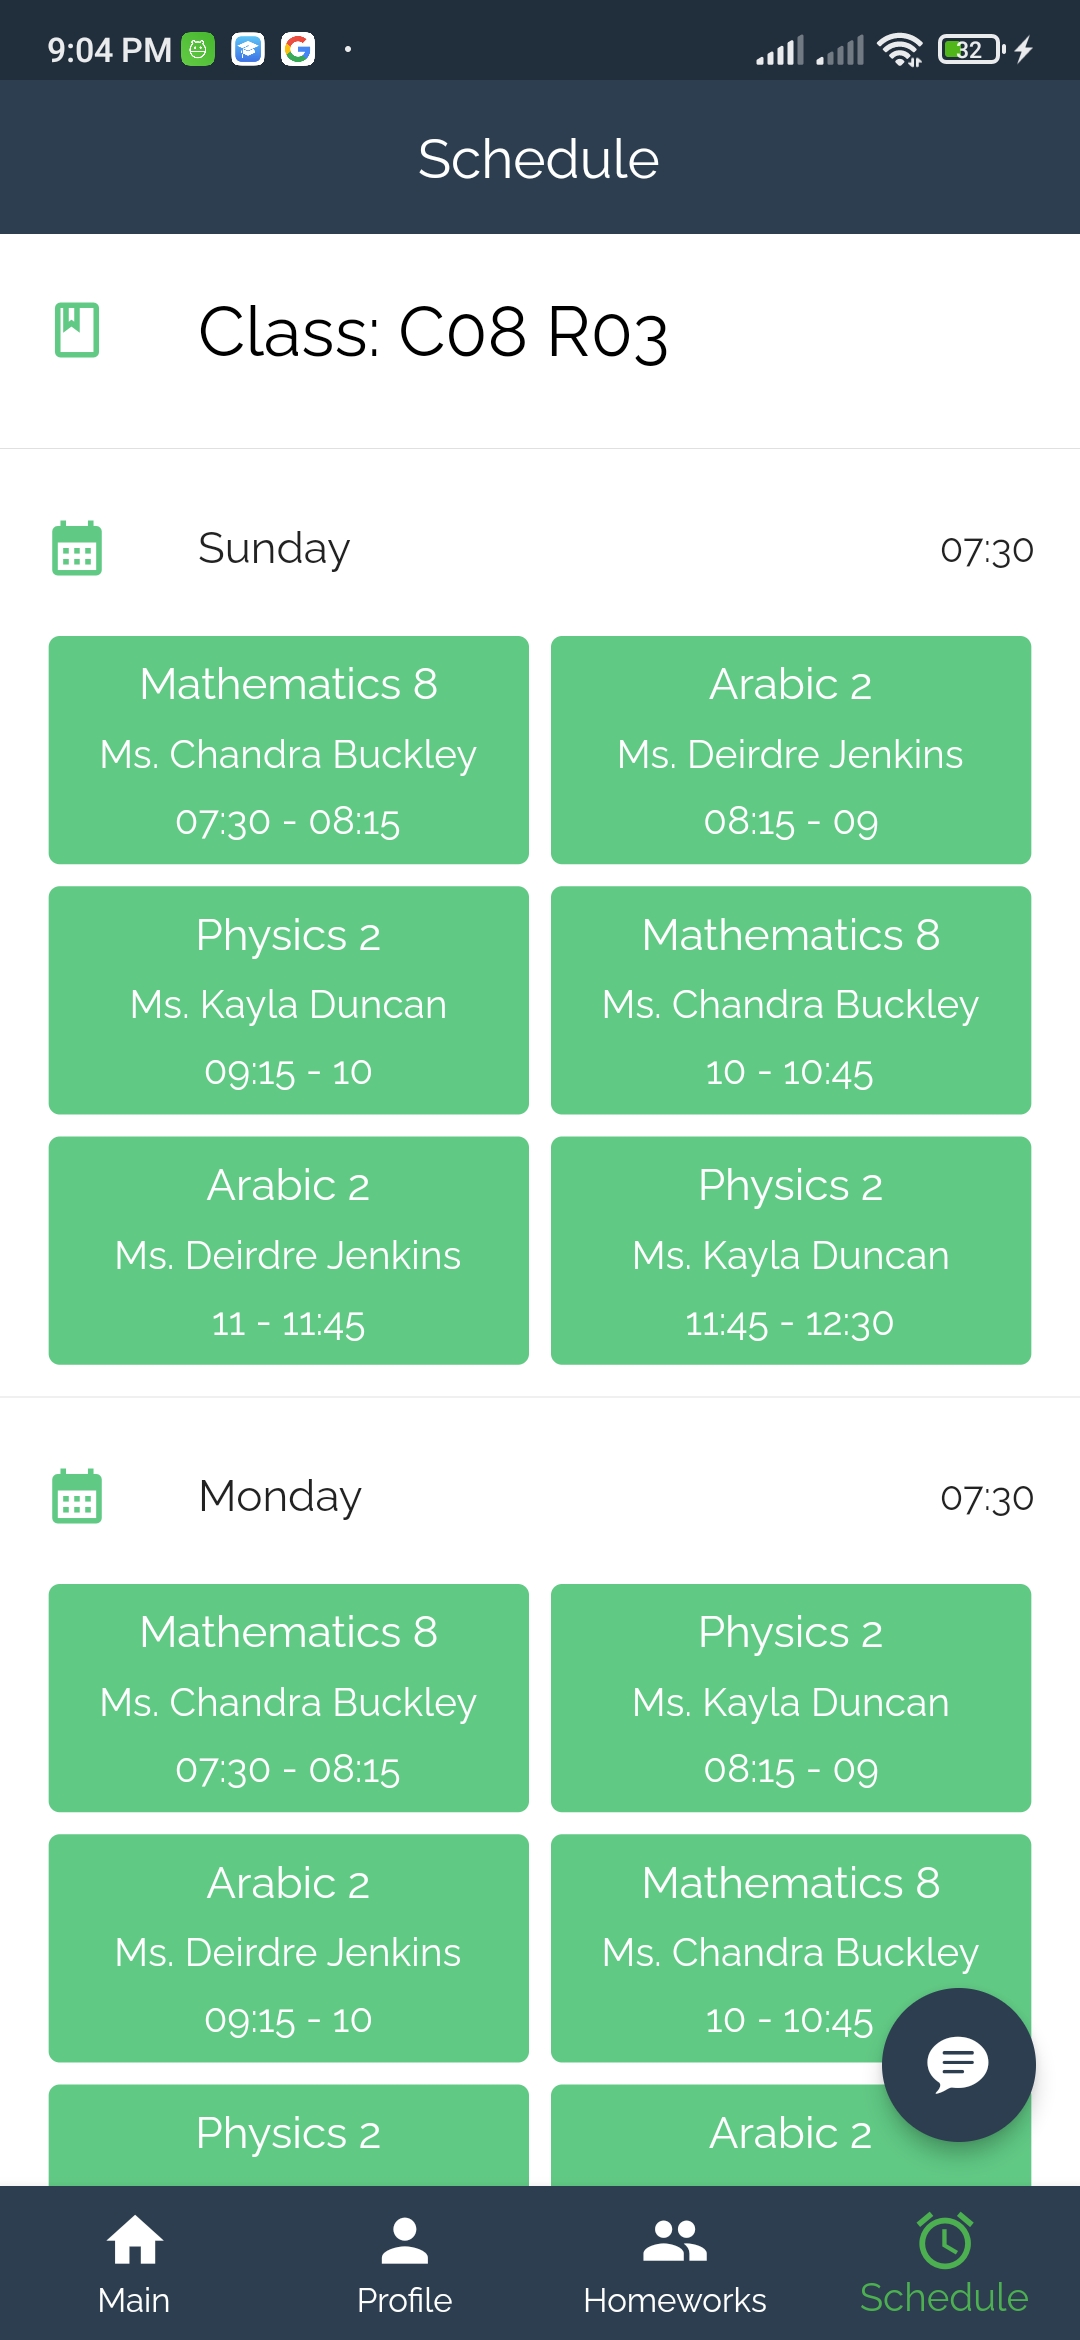 9:04 PM
32
Schedule
Class: C08 R03
Sunday 07:30
Mathematics 8
Ms. Chandra Buckley
07:30 - 08:15
Arabic 2
Ms. Deirdre Jenkins
08:15 - 09
Physics 2
Ms. Kayla Duncan
09:15 - 10
Mathematics 8
Ms. Chandra Buckley
10 - 10:45
Arabic 2
Ms. Deirdre Jenkins
11 - 11:45
Physics 2
Ms. Kayla Duncan
11:45 - 12:30
Monday 07:30
Mathematics 8
Ms. Chandra Buckley
07:30 - 08:15
Physics 2
Ms. Kayla Duncan
08:15 - 09
Arabic 2
Ms. Deirdre Jenkins
09:15 - 10
Mathematics 8
Ms. Chandra Buckley
10 - 10:45
Physics 2
Arabic 2
Main
Profile
Homeworks
Schedule